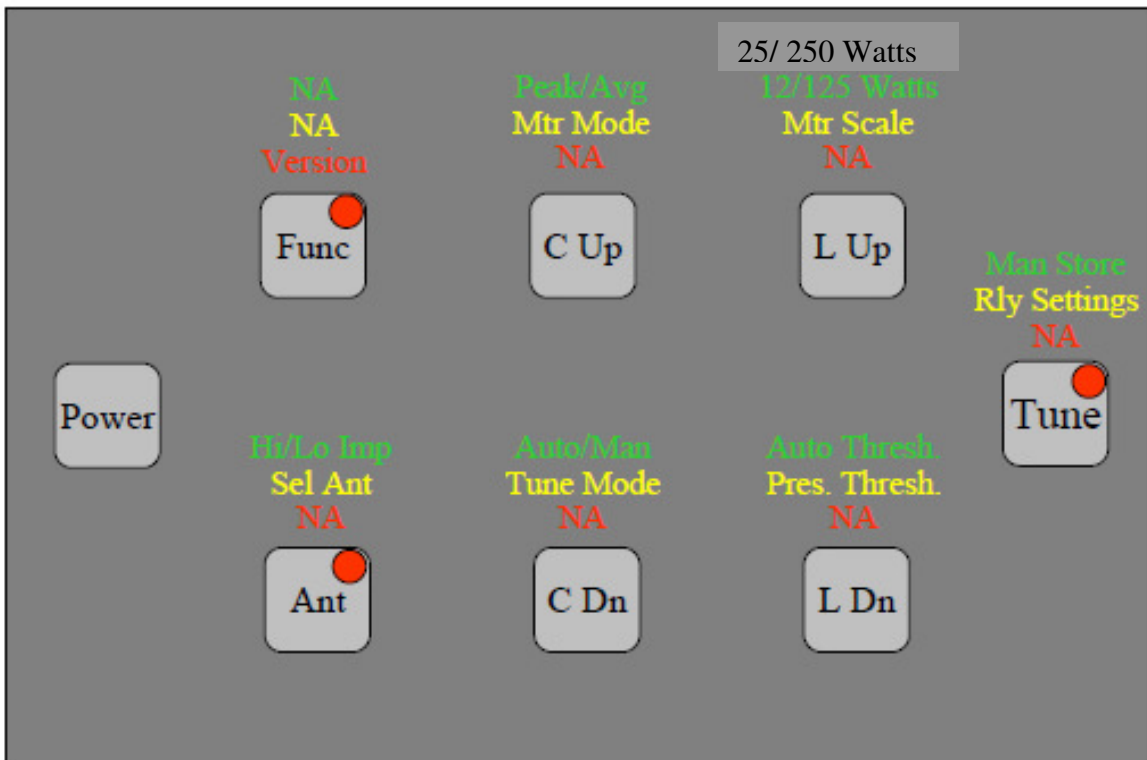 25/ 250 Watts
NA
NA
Version
Func
Peak/Avg
Mtr Mode
NA
C Up
12/125 Watts
Mtr Scale
NA
L Up
Man Store
Rly Settings
NA
Tune
Power
Hi/Lo Imp
Sel Ant
NA
Ant
Auto/Man
Tune Mode
NA
C Dn
Auto Thresh.
Pres. Thresh.
NA
L Dn